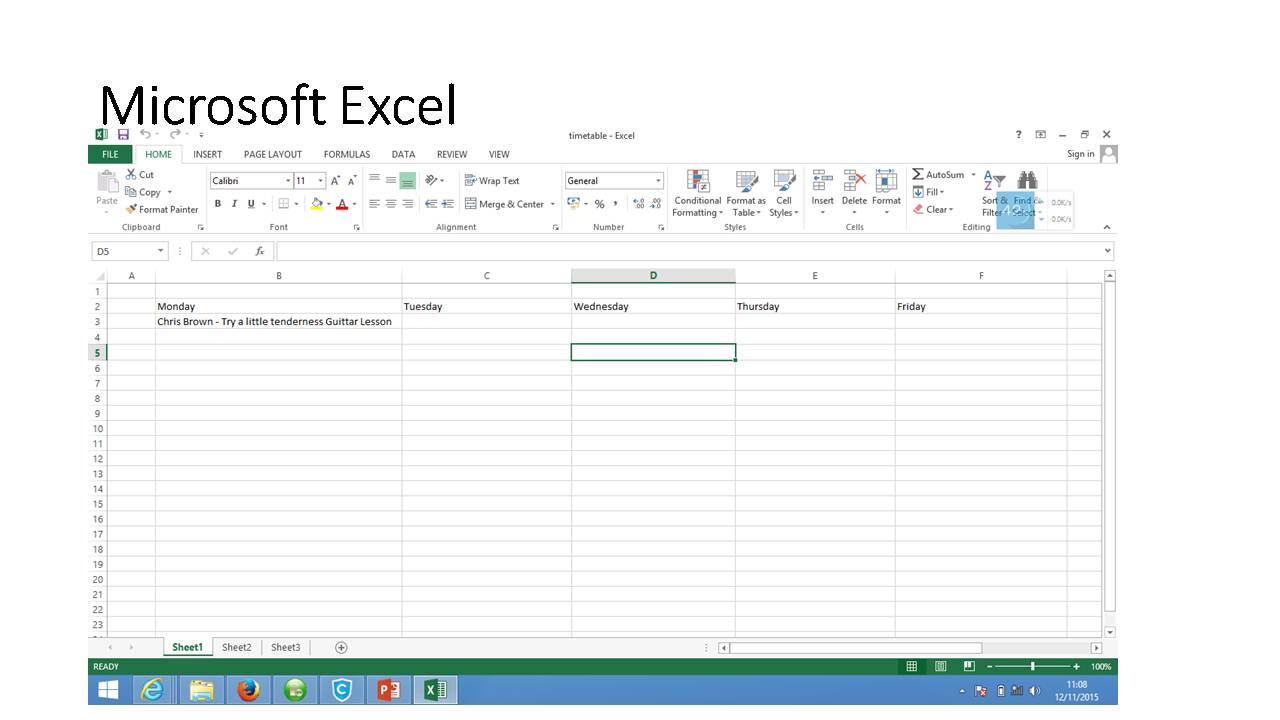 Microsoft Excel
timetable - Excel
FILE HOME INSERT PAGE LAYOUT FORMULAS DATA REVIEW VIEW Sign in
Cut
Copy
Format Painter
Paste
Clipboard
Calibri 11
B I U
Font
Wrap Text
Merge & Center
Alignment
General
%
Number
Conditional Formatting
Format as Table
Cell Styles
Styles
Insert Delete Format
Cells
AutoSum
Fill
Clear
Sort & Filter
Find & Select
Editing
0.0K/s
0.0K/s
D5 fx
A B C D E F
1
2 Monday Tuesday Wednesday Thursday Friday
3 Chris Brown - Try a little tenderness Guittar Lesson
4
5
6
7
8
9
10
11
12
13
14
15
16
17
18
19
20
21
22
23
Sheet1 Sheet2 Sheet3
READY 100%
11:08
12/11/2015